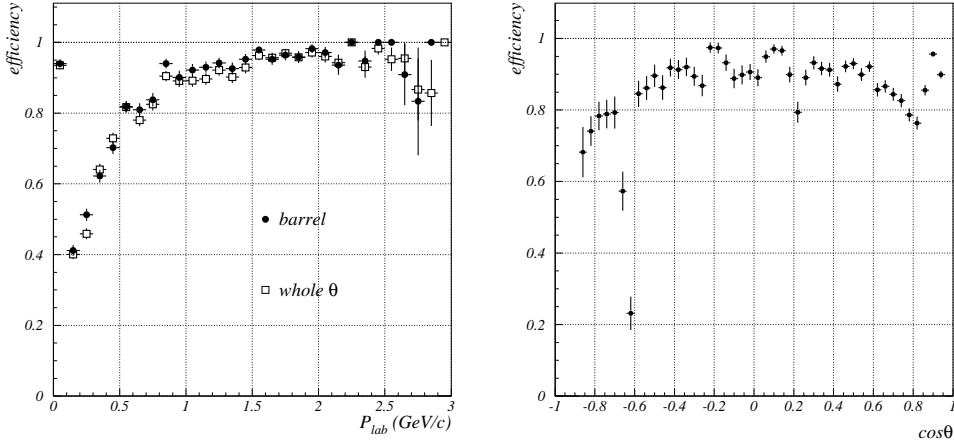 efficiency
1
0.8
0.6
0.4
0.2
0
0 0.5 1 1.5 2 2.5 3
P_lab (GeV/c)
barrel
whole θ
efficiency
1
0.8
0.6
0.4
0.2
0
-1 -0.8 -0.6 -0.4 -0.2 0 0.2 0.4 0.6 0.8 1
cosθ